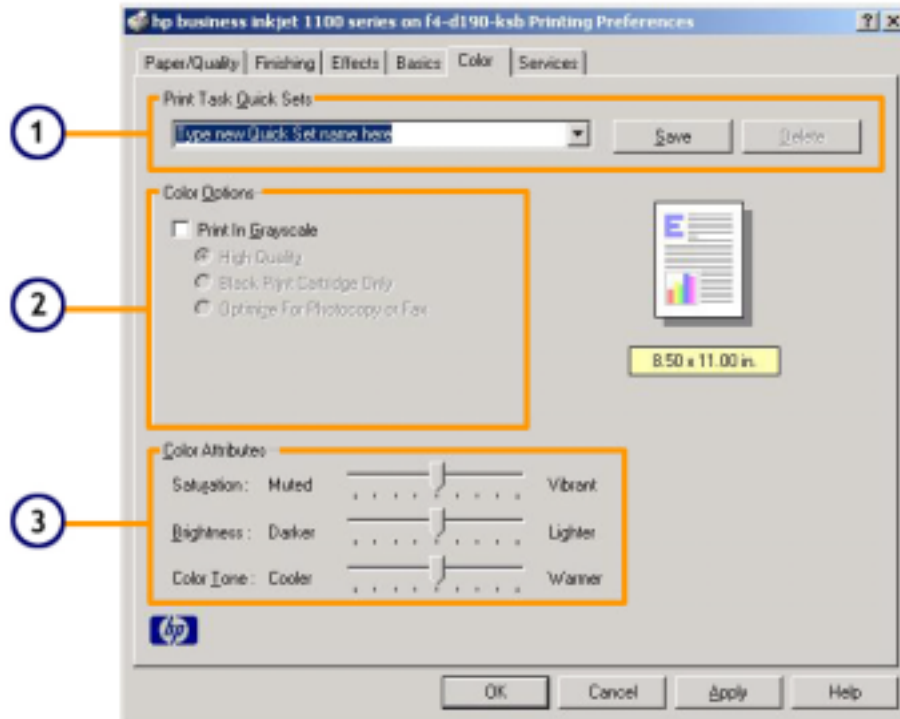 hp business inkjet 1100 series on f4-d190-ksb Printing Preferences
Paper/Quality Finishing Effects Basics Color Services
1
Print Task Quick Sets
Type new Quick Set name here
Save Delete
2
Color Options
Print In Grayscale
High Quality
Black Print Cartridge Only
Optimize For Photocopy or Fax
E
8.50 x 11.00 in.
3
Color Attributes
Saturation : Muted Vibrant
Brightness : Darker Lighter
Color Tone : Cooler Warmer
hp
OK Cancel Apply Help